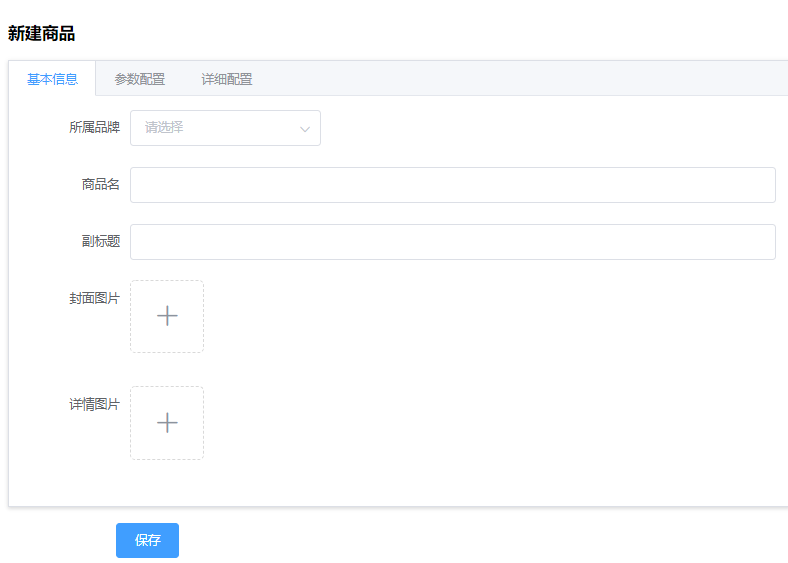 新建商品
基本信息 参数配置 详细配置
所属品牌 请选择
商品名
副标题
封面图片
详情图片
保存